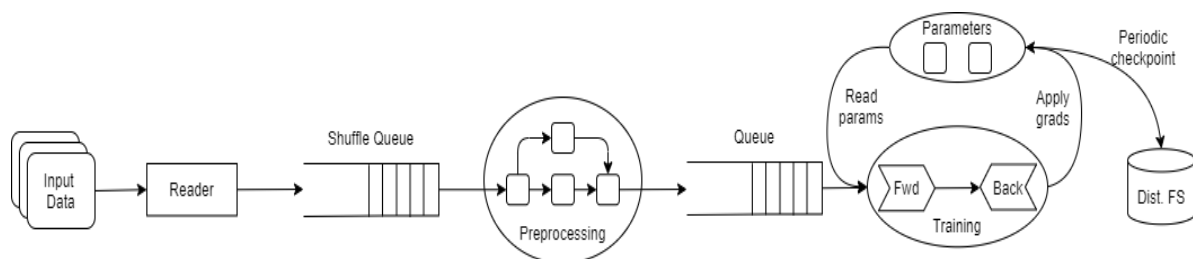 Input
Data
Reader
Shuffle Queue
Preprocessing
Queue
Parameters
Read
params
Apply
grads
Periodic
checkpoint
Fwd
Back
Training
Dist. FS